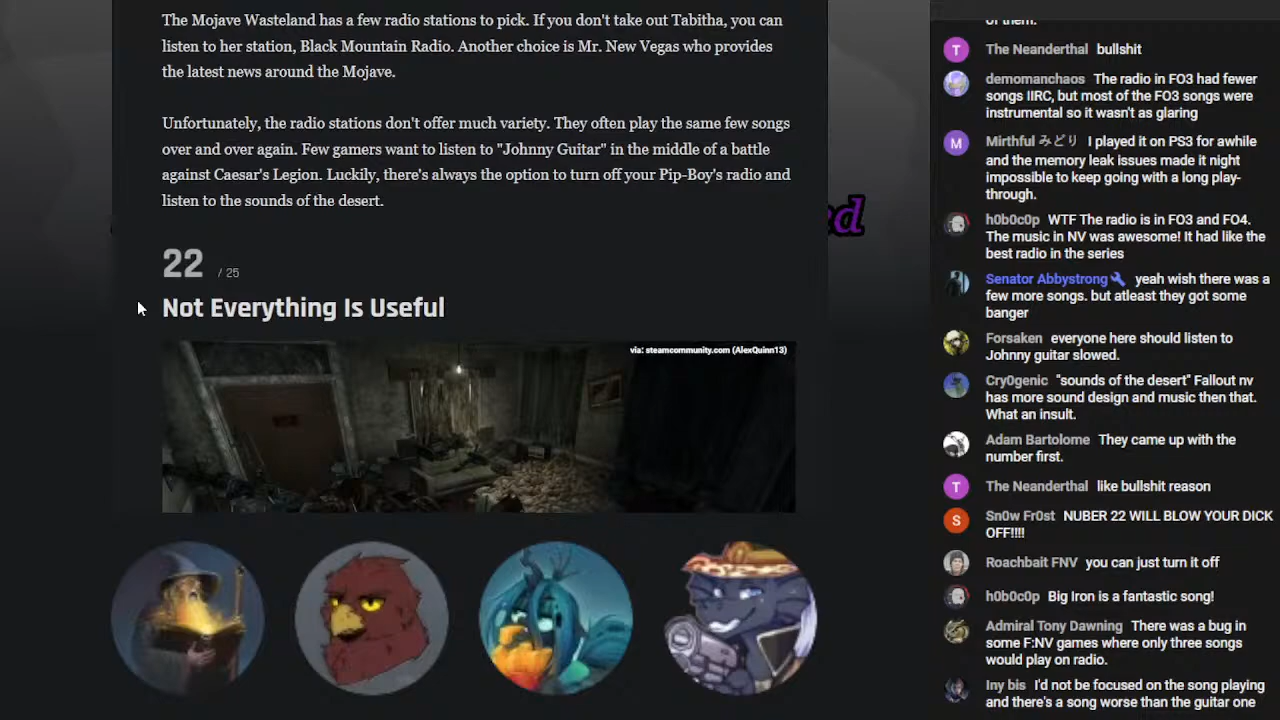 The Mojave Wasteland has a few radio stations to pick. If you don't take out Tabitha, you can
listen to her station, Black Mountain Radio. Another choice is Mr. New Vegas who provides
the latest news around the Mojave.
Unfortunately, the radio stations don't offer much variety. They often play the same few songs
over and over again. Few gamers want to listen to "Johnny Guitar" in the middle of a battle
against Caesar's Legion. Luckily, there's always the option to turn off your Pip-Boy's radio and
listen to the sounds of the desert.
ed
22 / 25
Not Everything Is Useful
via: steamcommunity.com (AlexQuinn13)
of them.
T The Neanderthal bullshit
demomanchaos The radio in FO3 had fewer
songs IIRC, but most of the FO3 songs were
instrumental so it wasn't as glaring
M Mirthful みどり I played it on PS3 for awhile
and the memory leak issues made it night
impossible to keep going with a long play-
through.
h0b0c0p WTF The radio is in FO3 and FO4.
The music in NV was awesome! It had like the
best radio in the series
Senator Abbystrong yeah wish there was a
few more songs. but atleast they got some
banger
Forsaken everyone here should listen to
Johnny guitar slowed.
Cry0genic "sounds of the desert" Fallout nv
has more sound design and music then that.
What an insult.
Adam Bartolome They came up with the
number first.
T The Neanderthal like bullshit reason
S Sn0w Fr0st NUBER 22 WILL BLOW YOUR DICK
OFF!!!!
Roachbait FNV you can just turn it off
h0b0c0p Big Iron is a fantastic song!
Admiral Tony Dawning There was a bug in
some F:NV games where only three songs
would play on radio.
Iny bis I'd not be focused on the song playing
and there's a song worse than the guitar one